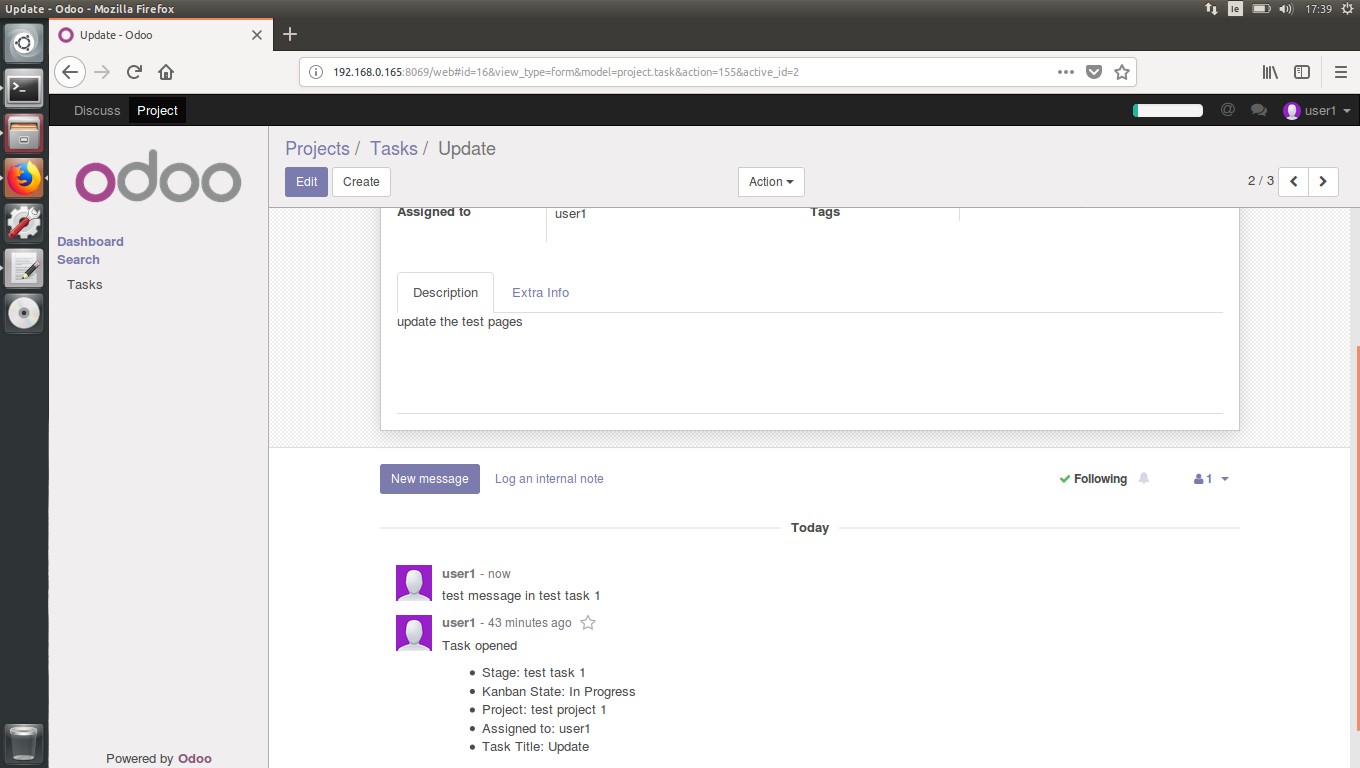 Update - Odoo - Mozilla Firefox
Ie
17:39
Update - Odoo
192.168.0.165:8069/web#id=16&view_type=form&model=project.task&action=155&active_id=2
Discuss Project
@ user1
odoo
Projects / Tasks / Update
Edit Create Action 2 / 3
Dashboard
Search
Tasks
Assigned to user1 Tags
Description Extra Info
update the test pages
New message Log an internal note Following 1
Today
user1 - now
test message in test task 1
user1 - 43 minutes ago
Task opened
Stage: test task 1
Kanban State: In Progress
Project: test project 1
Assigned to: user1
Task Title: Update
Powered by Odoo